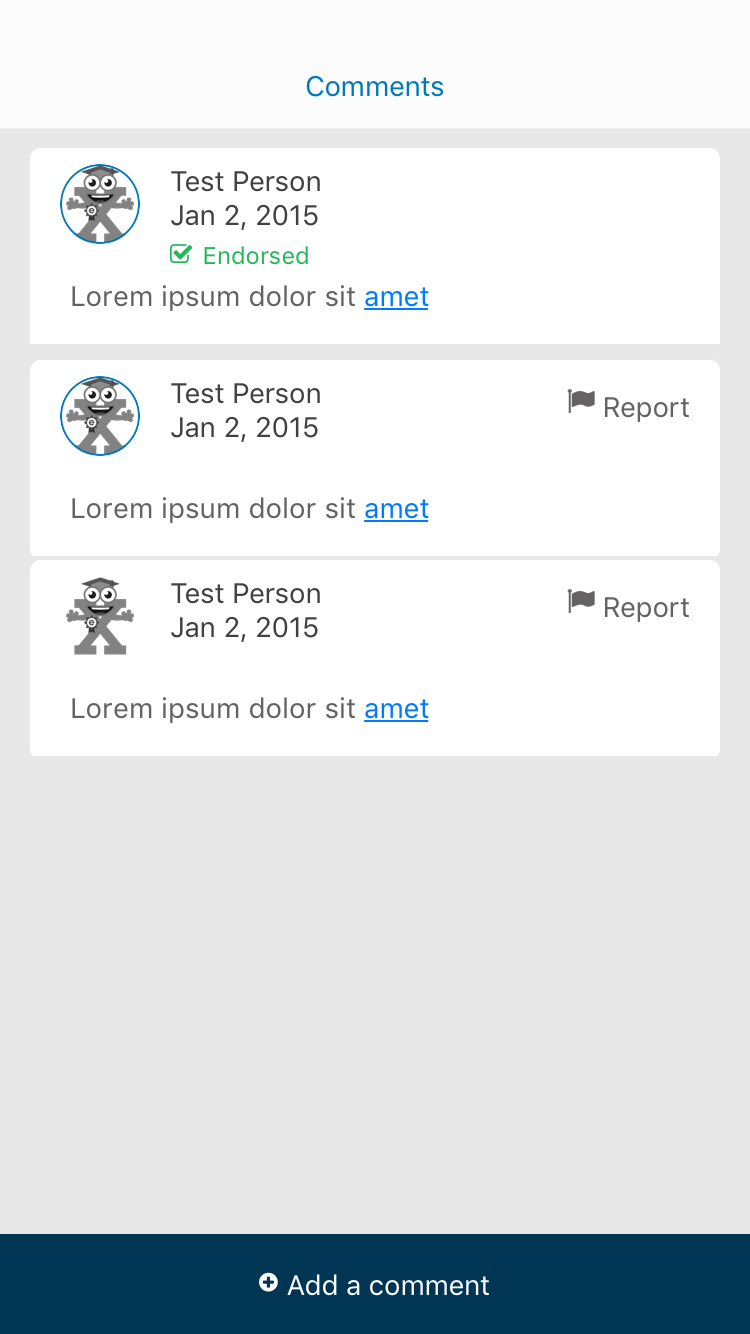 Comments
Test Person
Jan 2, 2015
Endorsed
Lorem ipsum dolor sit amet
Test Person
Jan 2, 2015
Report
Lorem ipsum dolor sit amet
Test Person
Jan 2, 2015
Report
Lorem ipsum dolor sit amet
Add a comment